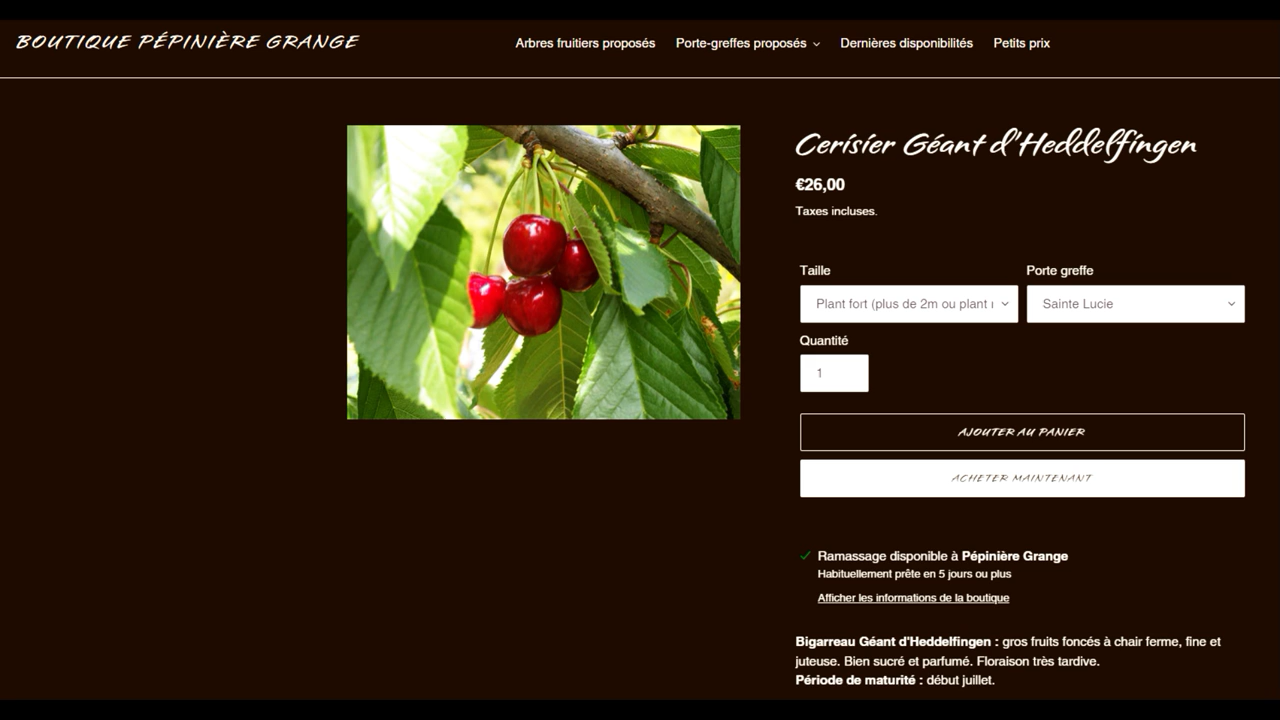 BOUTIQUE PÉPINIÈRE GRANGE
Arbres fruitiers proposés
Porte-greffes proposés
Dernières disponibilités
Petits prix
Cerisier Géant d'Heddelfingen
€26,00
Taxes incluses.
Taille
Porte greffe
Plant fort (plus de 2m ou plant
Sainte Lucie
Quantité
1
AJOUTER AU PANIER
ACHETER MAINTENANT
Ramassage disponible à Pépinière Grange
Habituellement prête en 5 jours ou plus
Afficher les informations de la boutique
Bigarreau Géant d'Heddelfingen : gros fruits foncés à chair ferme, fine et
juteuse. Bien sucré et parfumé. Floraison très tardive.
Période de maturité : début juillet.